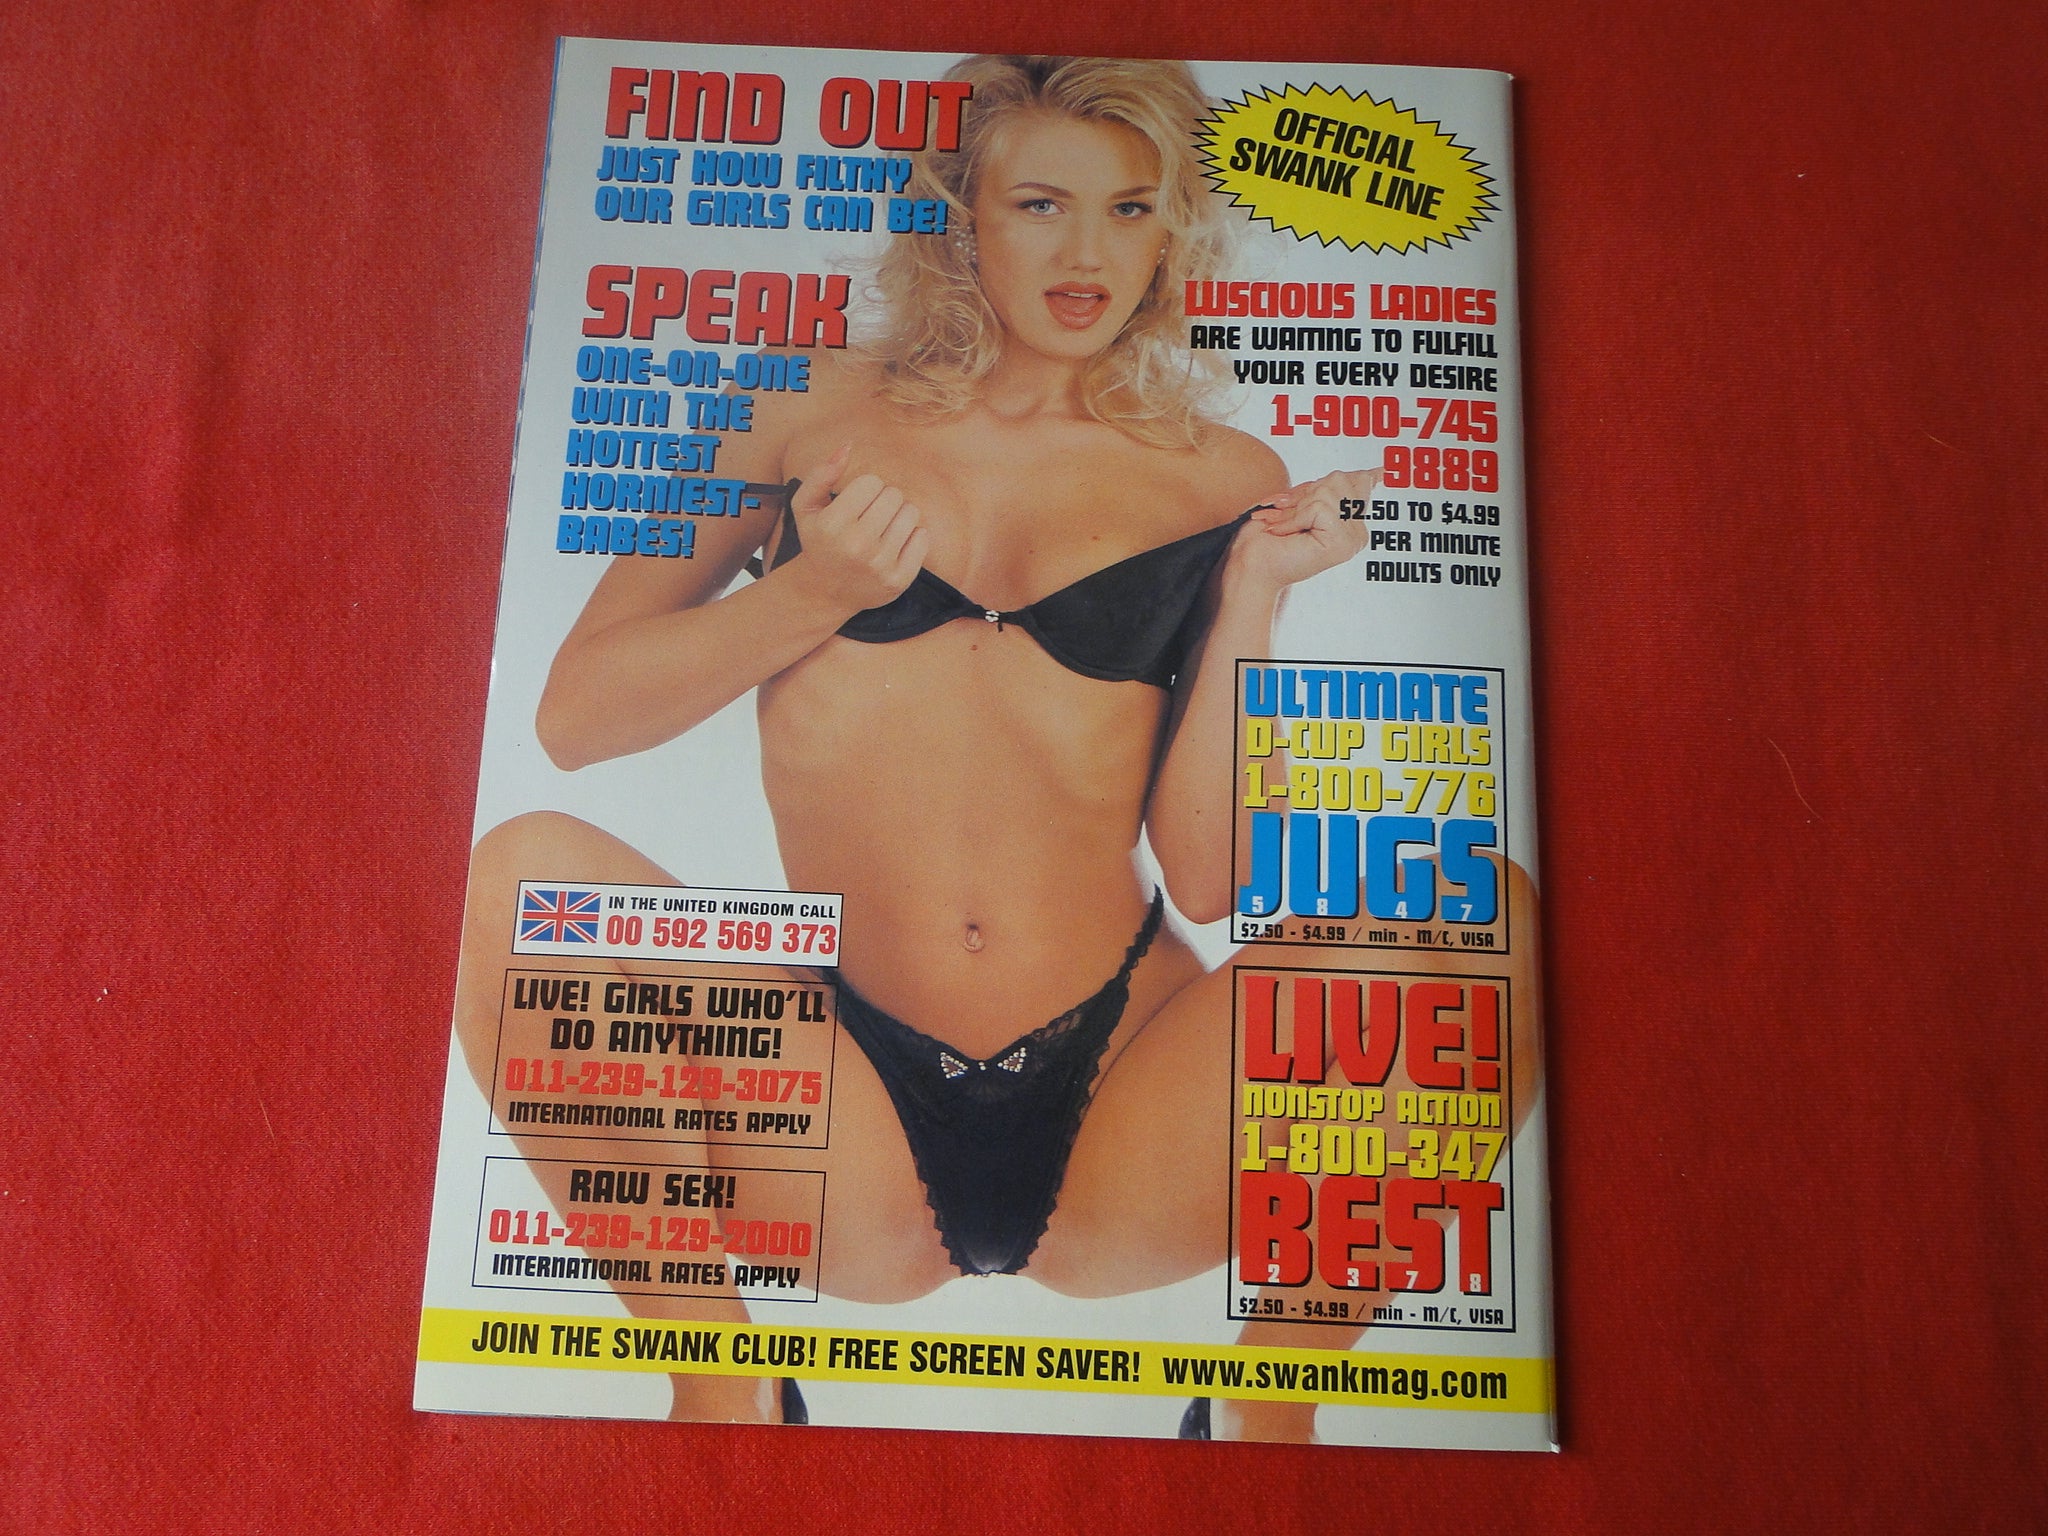 FIND OUT
JUST HOW FILTHY
OUR GIRLS CAN BE!
OFFICIAL
SWANK LINE
SPEAK
ONE-ON-ONE
WITH THE
HOTTEST
HORNIEST-
BABES!
LUSCIOUS LADIES
ARE WAITING TO FULFILL
YOUR EVERY DESIRE
1-900-745
9889
$2.50 TO $4.99
PER MINUTE
ADULTS ONLY
ULTIMATE
D-CUP GIRLS
1-800-776
JUGS
5 8 4 7
$2.50 - $4.99 / min - M/C, VISA
IN THE UNITED KINGDOM CALL
00 592 569 373
LIVE! GIRLS WHO'LL
DO ANYTHING!
011-239-129-3075
INTERNATIONAL RATES APPLY
RAW SEX!
011-239-129-2000
INTERNATIONAL RATES APPLY
LIVE!
NONSTOP ACTION
1-800-347
BEST
2 3 7 8
$2.50 - $4.99 / min - M/C, VISA
JOIN THE SWANK CLUB! FREE SCREEN SAVER! www.swankmag.com